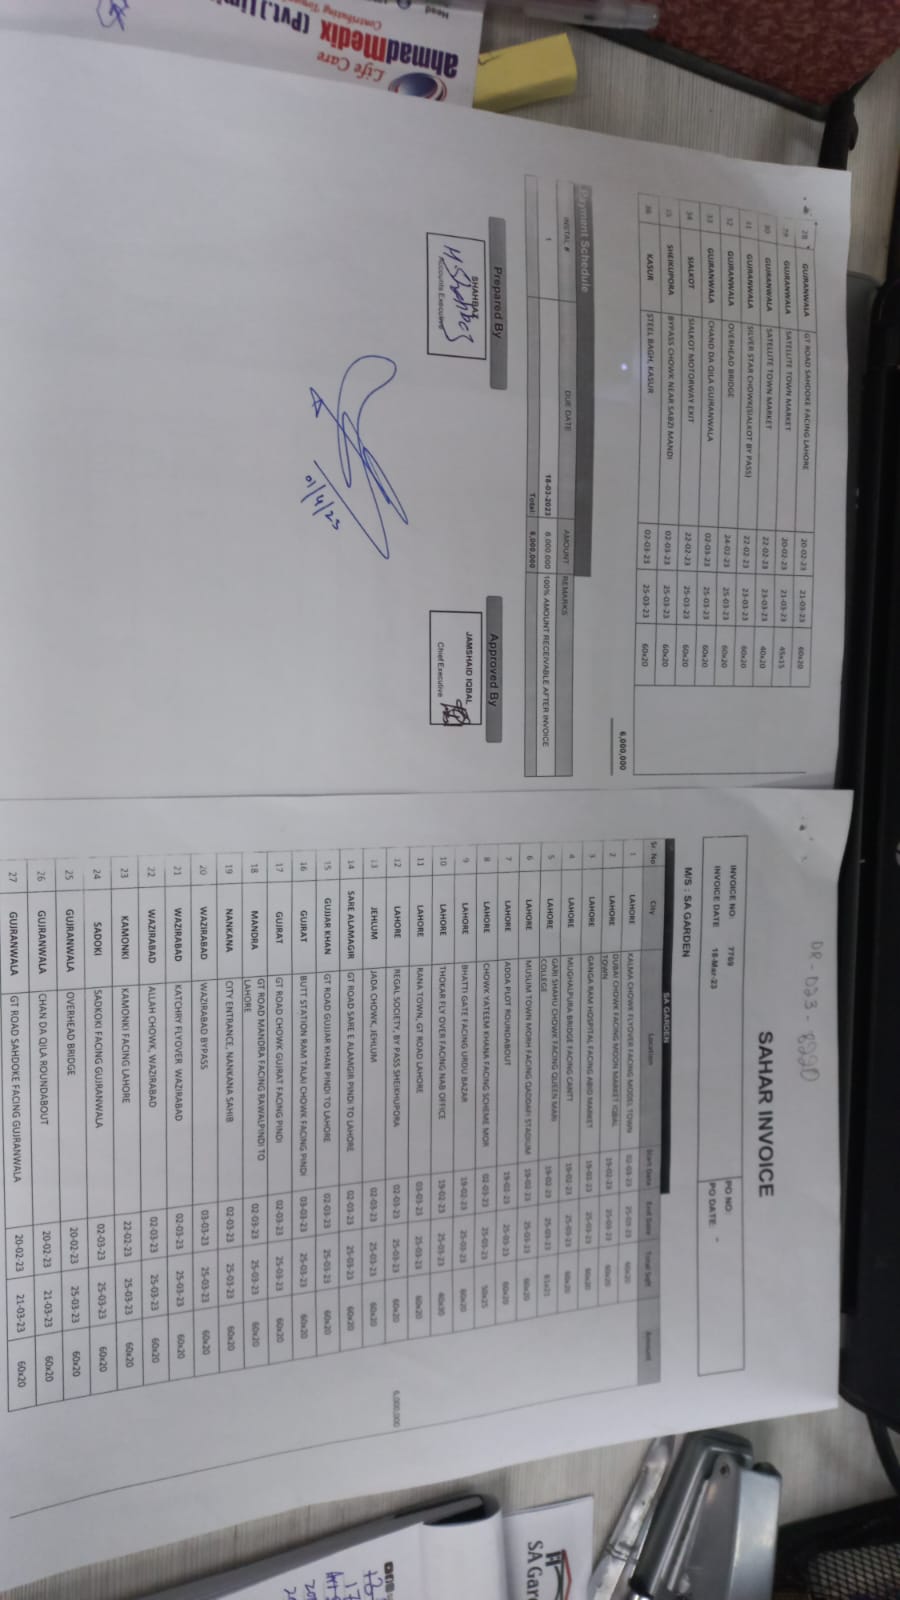 DR-D23-8220
SAHAR INVOICE
INVOICE NO: 7769 PO NO:
INVOICE DATE 18-Mar-23 PO DATE: -
M/S : SA GARDEN
SA GARDEN
Sr. No City Location Start Date End Date Total Sqft Amount
1 LAHORE KALMA CHOWK FLYOVER FACING MODEL TOWN 02-03-23 25-03-23 60x20
2 LAHORE DUBAI CHOWK FACING MOON MARKET IQBAL TOWN 19-02-23 25-03-23 60x20
3 LAHORE GANGA RAM HOSPITAL FACING ABID MARKET 19-02-23 25-03-23 60x20
4 LAHORE MUGHALPURA BRIDGE FACING CANTT 19-02-23 25-03-23 60x20
5 LAHORE GARI SHAHU CHOWK FACING QUEEN MARI COLLEGE 19-02-23 25-03-23
6 LAHORE MUSLIM TOWN MORH FACING QADDAFI STADIUM 19-02-23 25-03-23 60x20
7 LAHORE ADDA PLOT ROUNDABOUT 19-02-23 25-03-23 60x20
8 LAHORE CHOWK YATEEM KHANA FACING SCHEME MOR 02-03-23 25-03-23 50x25
9 LAHORE BHATTI GATE FACING URDU BAZAR 19-02-23 25-03-23 60x20
10 LAHORE THOKAR FLY OVER FACING NAB OFFICE 19-02-23 25-03-23
11 LAHORE RANA TOWN, GT ROAD LAHORE 03-03-23 25-03-23 60x20
12 LAHORE REGAL SOCIETY, BY PASS SHEIKHUPORA 02-03-23 25-03-23 60x20 6,000,000
13 JEHLUM JADA CHOWK, JEHLUM 02-03-23 25-03-23 60x20
14 SARE ALAMAGIR GT ROAD SARE E ALAMGIR PINDI TO LAHORE 02-03-23 25-03-23 60x20
15 GUJJAR KHAN GT ROAD GUJJAR KHAN PINDI TO LAHORE 02-03-23 25-03-23 60x20
16 GUJRAT BUTT STATION RAM TALAI CHOWK FACING PINDI 03-03-23 25-03-23 60x20
17 GUJRAT GT ROAD CHOWK GUJRAT FACING PINDI 02-03-23 25-03-23 60x20
18 MANDRA GT ROAD MANDRA FACING RAWALPINDI TO LAHORE 02-03-23 25-03-23 60x20
19 NANKANA CITY ENTRANCE, NANKANA SAHIB 02-03-23 25-03-23 60x20
20 WAZIRABAD WAZIRABAD BYPASS 03-03-23 25-03-23 60x20
21 WAZIRABAD KATCHRY FLYOVER, WAZIRABAD 02-03-23 25-03-23 60x20
22 WAZIRABAD ALLAH CHOWK, WAZIRABAD 02-03-23 25-03-23 60x20
23 KAMONKI KAMONKI FACING LAHORE 22-02-23 25-03-23 60x20
24 SADOKI SADOKI FACING GUJRANWALA 02-03-23 25-03-23 60x20
25 GUJRANWALA OVERHEAD BRIDGE 20-02-23 25-03-23 60x20
26 GUJRANWALA CHAN DA QILA ROUNDABOUT 20-02-23 21-03-23 60x20
27 GUJRANWALA GT ROAD SAHDOKE FACING GUJRANWALA 20-02-23 21-03-23 60x20
28 GUJRANWALA GT ROAD SAHDOKE FACING LAHORE 20-02-23 21-03-23 60x20
29 GUJRANWALA SATELLITE TOWN MARKET 20-02-23 21-03-23 45x15
30 GUJRANWALA SATELLITE TOWN MARKET 22-02-23 23-03-23 40x20
31 GUJRANWALA SILVER STAR CHOWK(SIALKOT BY PASS) 22-02-23 23-03-23 60x20
32 GUJRANWALA OVERHEAD BRIDGE 24-02-23 25-03-23 60x20
33 GUJRANWALA CHAND DA QILA GUJRANWALA 02-03-23 25-03-23 60x20
34 SIALKOT SIALKOT MOTORWAY EXIT 22-02-23 25-03-23 60x20
35 SHEIKUPORA BYPASS CHOWK NEAR SABZI MANDI 02-03-23 25-03-23 60x20
36 KASUR STEEL BAGH, KASUR 02-03-23 25-03-23 60x20
6,000,000
Payment Schedule
INSTAL # DUE DATE AMOUNT REMARKS
1 18-03-2023 6,000,000 100% AMOUNT RECEIVABLE AFTER INVOICE
Total: 6,000,000
Prepared By Approved By
SHAHBAZ
M Shahbaz
Accounts Executive
JAMSHAID IQBAL
Chief Executive
01/4/23
ahmadmedix (Pvt.)
Life Care
Head
SA Gar